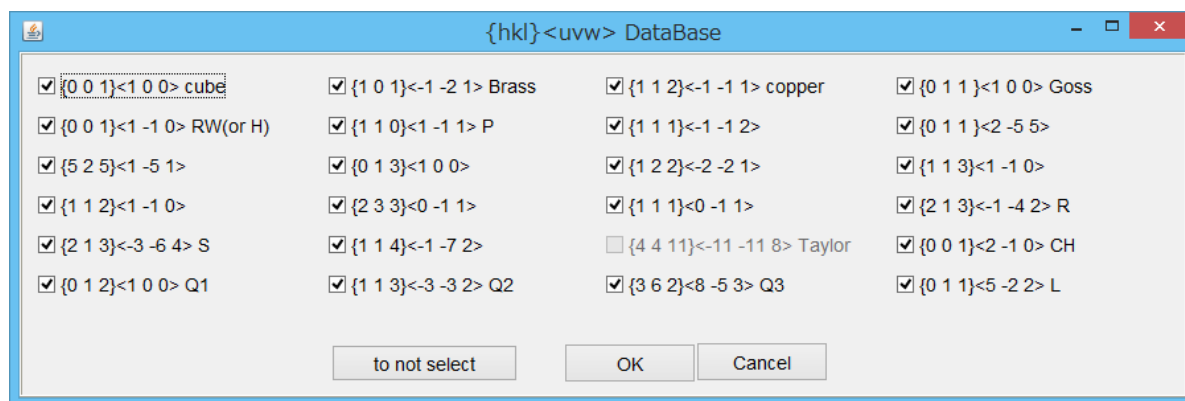 {hkl}<uvw> DataBase
{0 0 1}<1 0 0> cube {1 0 1}<-1 -2 1> Brass {1 1 2}<-1 -1 1> copper {0 1 1 }<1 0 0> Goss
{0 0 1}<1 -1 0> RW(or H) {1 1 0}<1 -1 1> P {1 1 1}<-1 -1 2> {0 1 1 }<2 -5 5>
{5 2 5}<1 -5 1> {0 1 3}<1 0 0> {1 2 2}<-2 -2 1> {1 1 3}<1 -1 0>
{1 1 2}<1 -1 0> {2 3 3}<0 -1 1> {1 1 1}<0 -1 1> {2 1 3}<-1 -4 2> R
{2 1 3}<-3 -6 4> S {1 1 4}<-1 -7 2> {4 4 11}<-11 -11 8> Taylor {0 0 1}<2 -1 0> CH
{0 1 2}<1 0 0> Q1 {1 1 3}<-3 -3 2> Q2 {3 6 2}<8 -5 3> Q3 {0 1 1}<5 -2 2> L
to not select OK Cancel